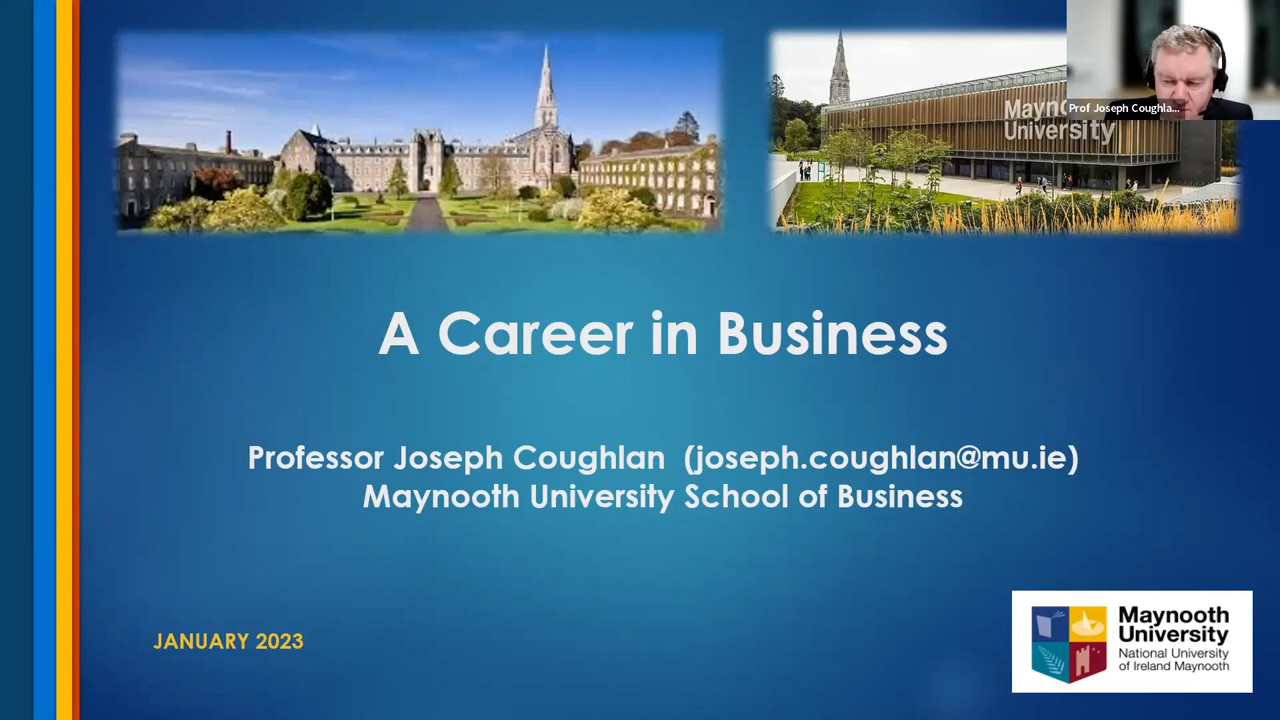 Mayno
University
Prof Joseph Coughla...
A Career in Business
Professor Joseph Coughlan (joseph.coughlan@mu.ie)
Maynooth University School of Business
JANUARY 2023
Maynooth
University
National University
of Ireland Maynooth